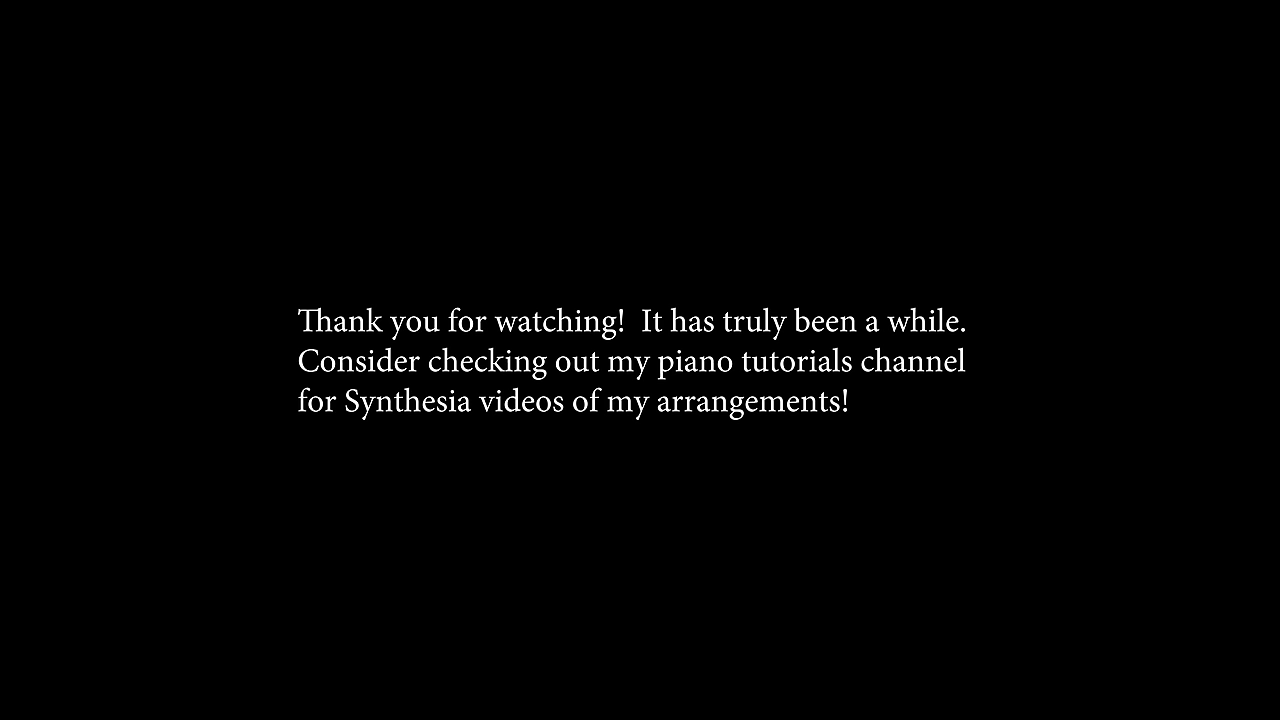 Thank you for watching!  It has truly been a while.
Consider checking out my piano tutorials channel
for Synthesia videos of my arrangements!